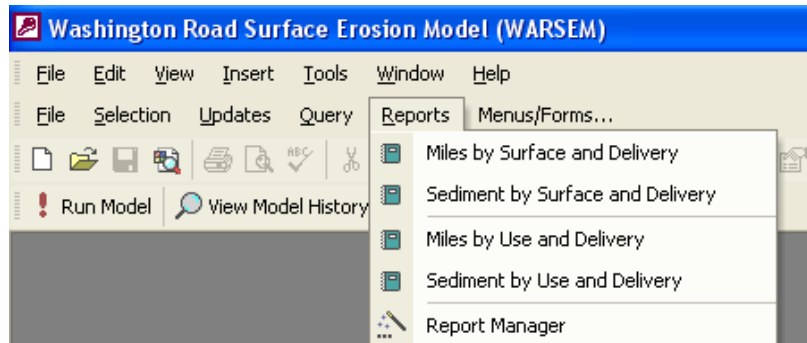 Washington Road Surface Erosion Model (WARSEM)
File Edit View Insert Tools Window Help
File Selection Updates Query Reports Menus/Forms...
Miles by Surface and Delivery
ABC
Sediment by Surface and Delivery
! Run Model View Model History
Miles by Use and Delivery
Sediment by Use and Delivery
Report Manager